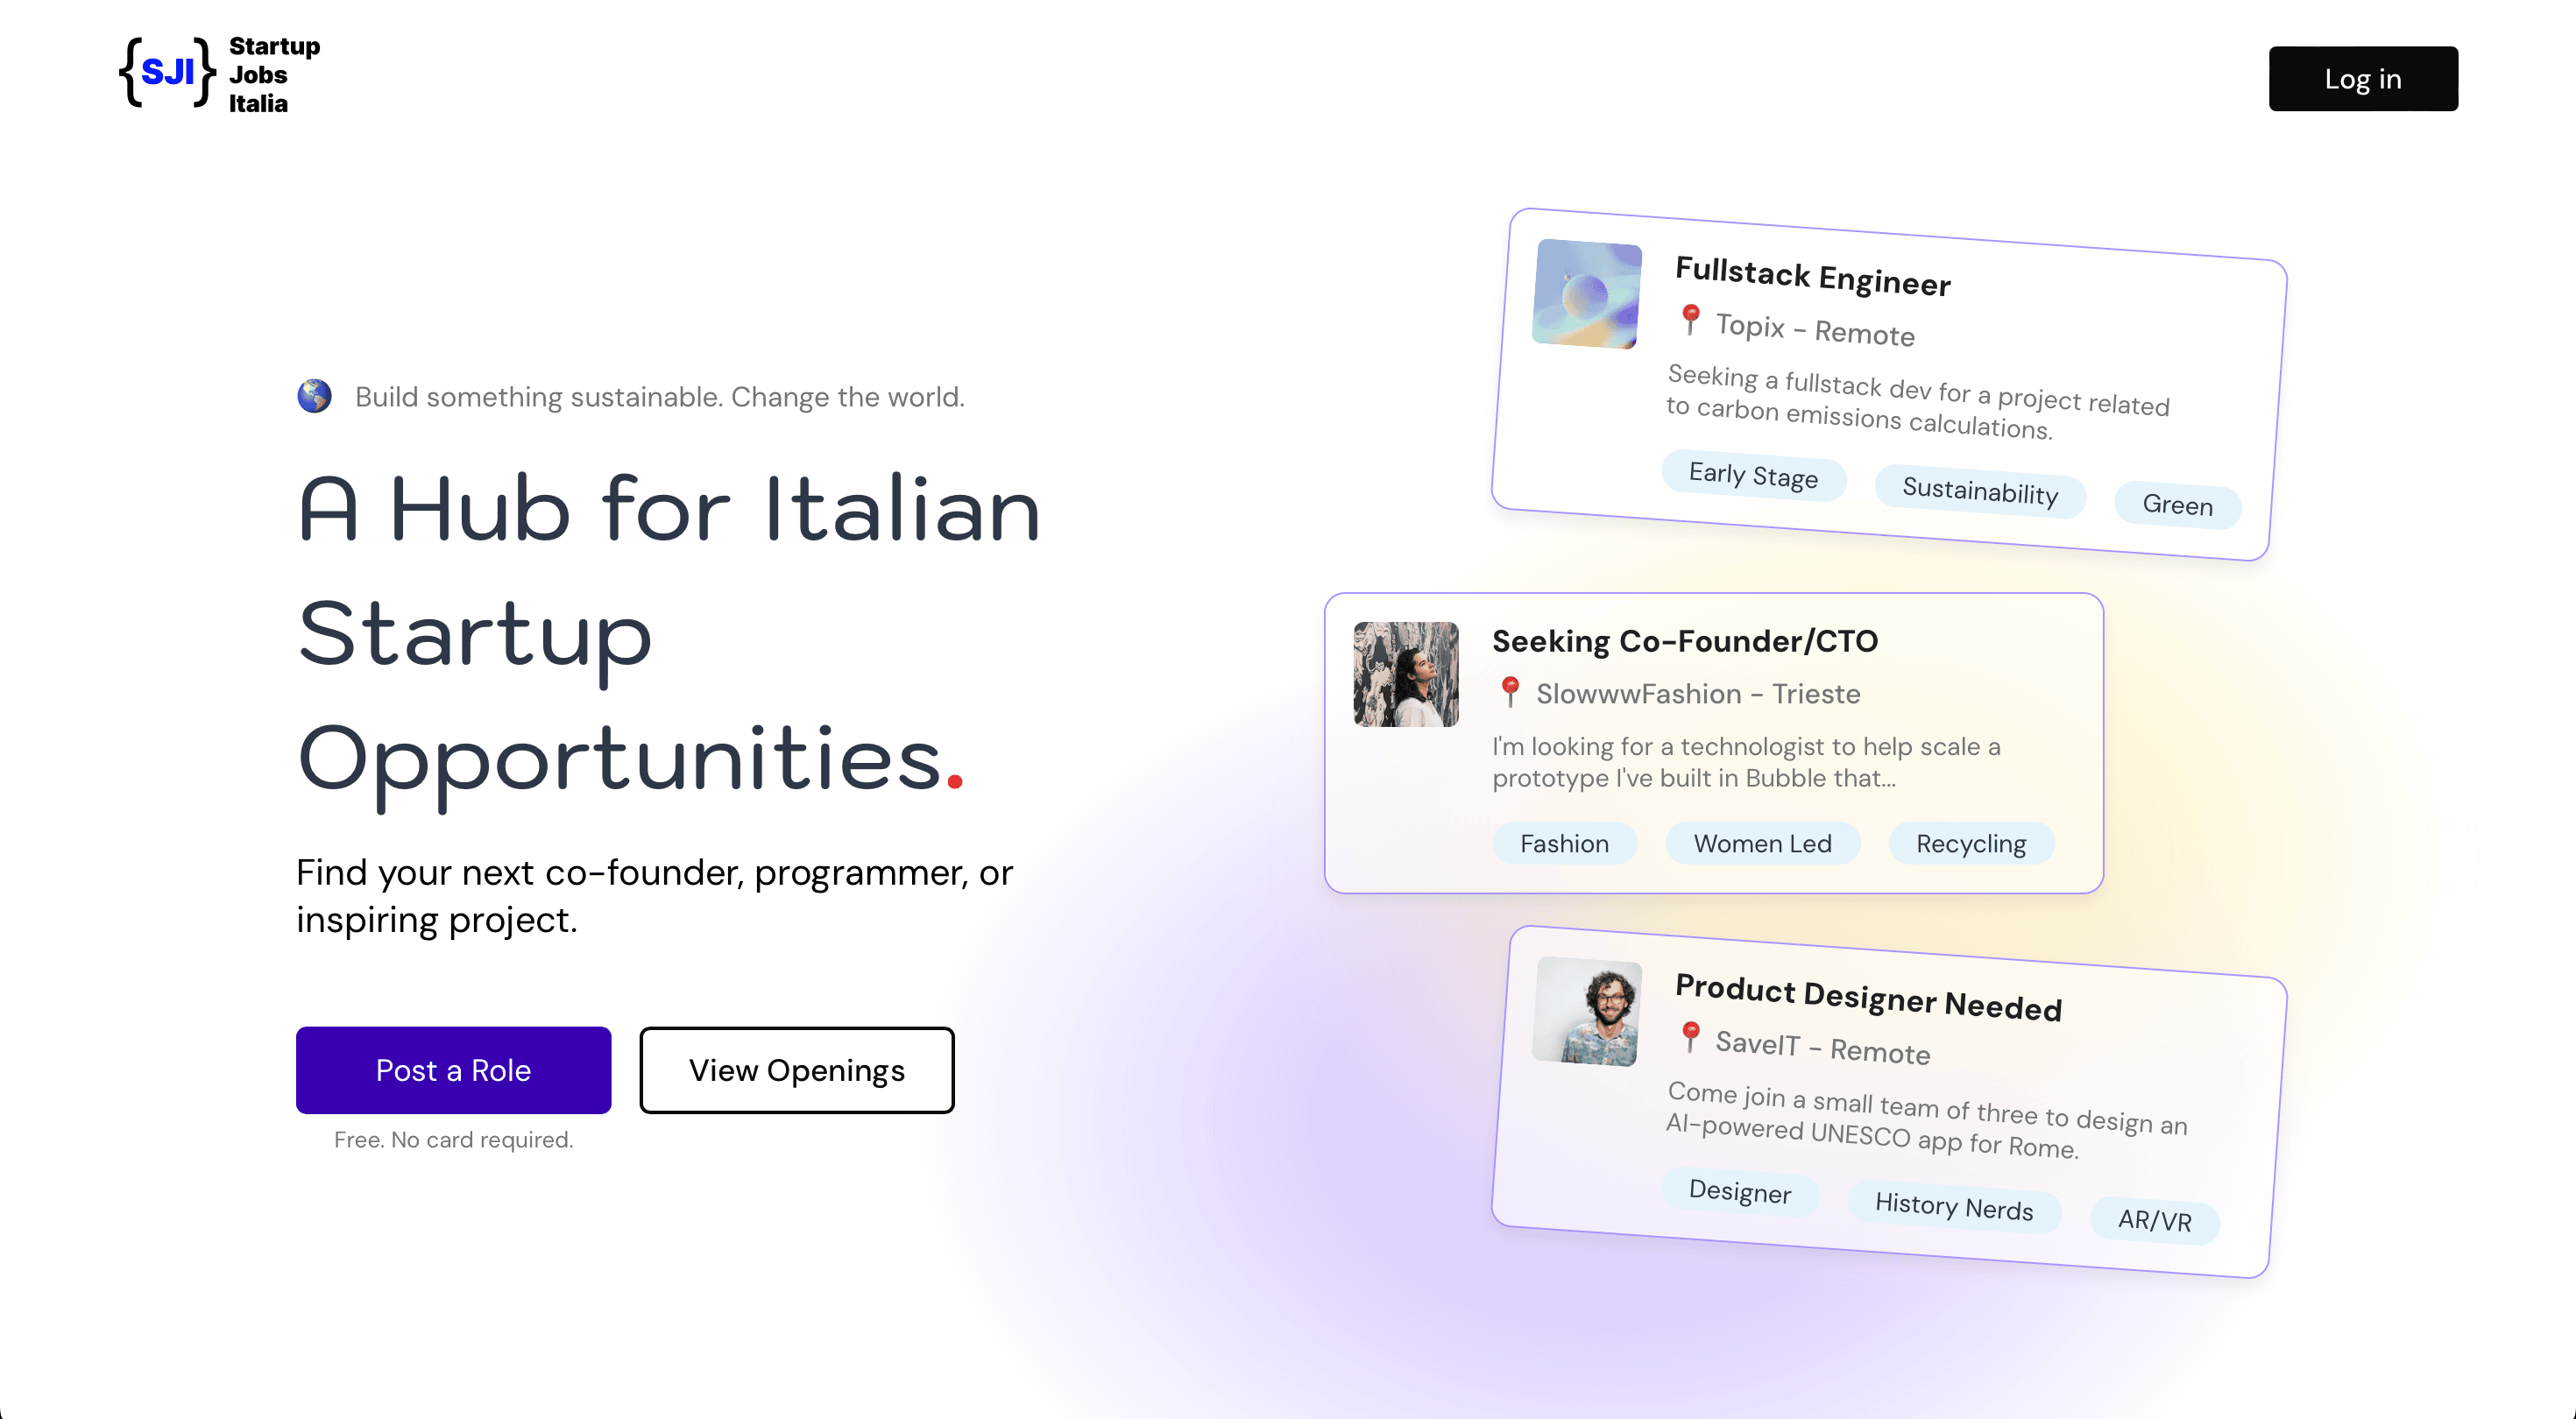 {SJI}
Startup
Jobs
Italia
Log in
Build something sustainable. Change the world.
A Hub for Italian
Startup
Opportunities.
Find your next co-founder, programmer, or
inspiring project.
Post a Role
View Openings
Free. No card required.
Fullstack Engineer
Topix - Remote
Seeking a fullstack dev for a project related
to carbon emissions calculations.
Early Stage
Sustainability
Green
Seeking Co-Founder/CTO
SlowwwFashion - Trieste
I'm looking for a technologist to help scale a
prototype I've built in Bubble that...
Fashion
Women Led
Recycling
Product Designer Needed
SaveIT - Remote
Come join a small team of three to design an
AI-powered UNESCO app for Rome.
Designer
History Nerds
AR/VR